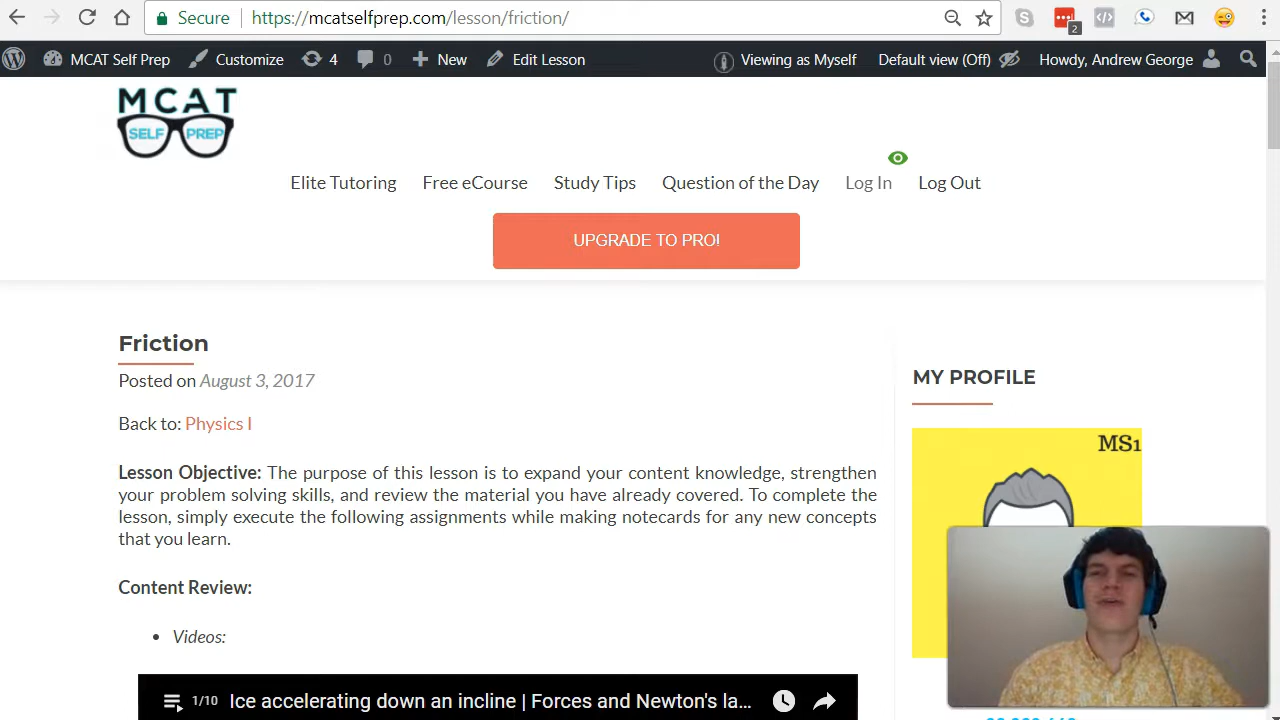 Secure https://mcatselfprep.com/lesson/friction/
2
MCAT Self Prep Customize 4 0 New Edit Lesson Viewing as Myself Default view (Off) Howdy, Andrew George
MCAT
SELF PREP
Elite Tutoring Free eCourse Study Tips Question of the Day Log In Log Out
UPGRADE TO PRO!
Friction
Posted on August 3, 2017
Back to: Physics I
Lesson Objective: The purpose of this lesson is to expand your content knowledge, strengthen
your problem solving skills, and review the material you have already covered. To complete the
lesson, simply execute the following assignments while making notecards for any new concepts
that you learn.
Content Review:
• Videos:
1/10 Ice accelerating down an incline | Forces and Newton's la...
MY PROFILE
MS1